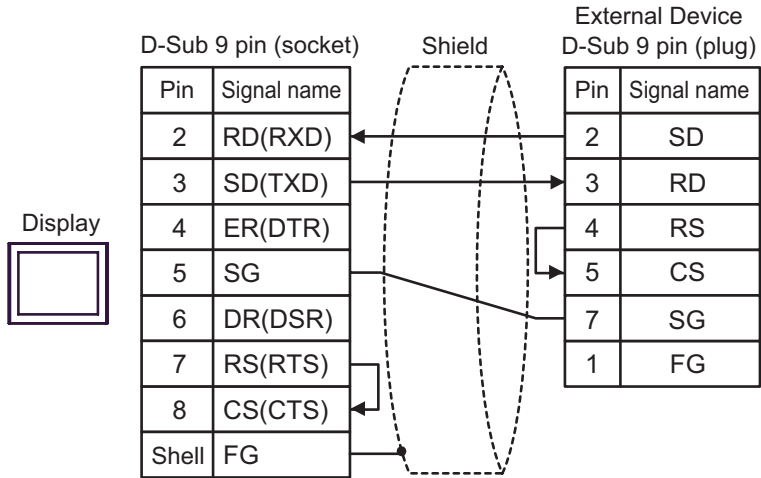 External Device
D-Sub 9 pin (socket) Shield D-Sub 9 pin (plug)
Pin Signal name Pin Signal name
2 RD(RXD) 2 SD
3 SD(TXD) 3 RD
Display 4 ER(DTR) 4 RS
5 SG 5 CS
6 DR(DSR) 7 SG
7 RS(RTS) 1 FG
8 CS(CTS)
Shell FG